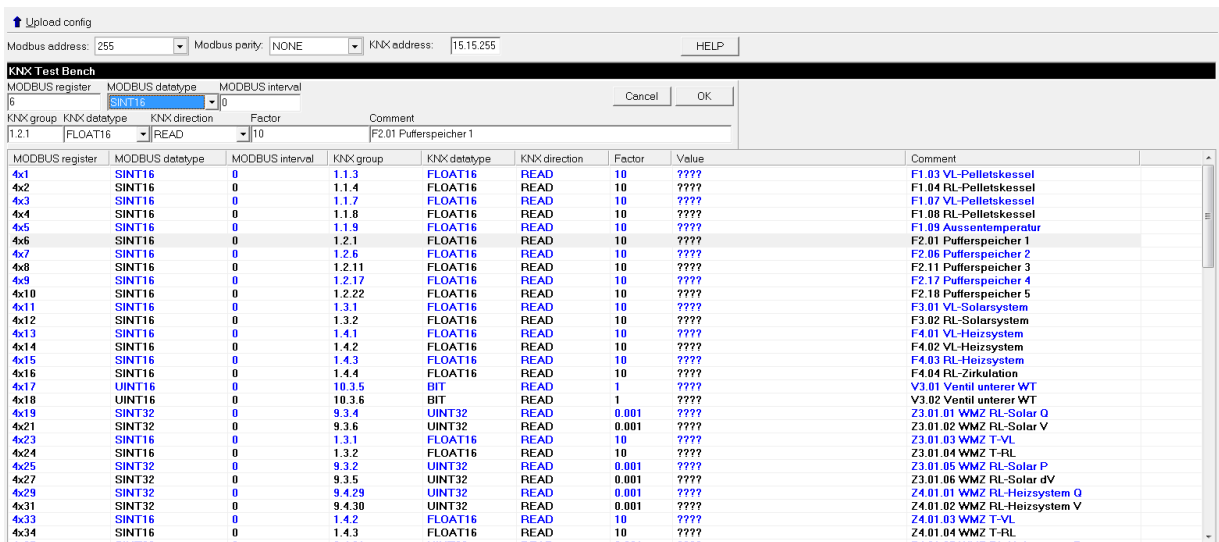 Upload config
Modbus address: 255 Modbus parity: NONE KNX address: 15.15.255 HELP
KNX Test Bench
MODBUS register MODBUS datatype MODBUS interval
6 SINT16 0 Cancel OK
KNX group KNX datatype KNX direction Factor Comment
1.2.1 FLOAT16 READ 10 F2.01 Pufferspeicher 1
MODBUS register MODBUS datatype MODBUS interval KNX group KNX datatype KNX direction Factor Value Comment
4x1 SINT16 0 1.1.3 FLOAT16 READ 10 ???? F1.03 VL-Pelletskessel
4x2 SINT16 0 1.1.4 FLOAT16 READ 10 ???? F1.04 RL-Pelletskessel
4x3 SINT16 0 1.1.7 FLOAT16 READ 10 ???? F1.07 VL-Pelletskessel
4x4 SINT16 0 1.1.8 FLOAT16 READ 10 ???? F1.08 RL-Pelletskessel
4x5 SINT16 0 1.1.9 FLOAT16 READ 10 ???? F1.09 Aussentemperatur
4x6 SINT16 0 1.2.1 FLOAT16 READ 10 ???? F2.01 Pufferspeicher 1
4x7 SINT16 0 1.2.6 FLOAT16 READ 10 ???? F2.06 Pufferspeicher 2
4x8 SINT16 0 1.2.11 FLOAT16 READ 10 ???? F2.11 Pufferspeicher 3
4x9 SINT16 0 1.2.17 FLOAT16 READ 10 ???? F2.17 Pufferspeicher 4
4x10 SINT16 0 1.2.22 FLOAT16 READ 10 ???? F2.18 Pufferspeicher 5
4x11 SINT16 0 1.3.1 FLOAT16 READ 10 ???? F3.01 VL-Solarsystem
4x12 SINT16 0 1.3.2 FLOAT16 READ 10 ???? F3.02 RL-Solarsystem
4x13 SINT16 0 1.4.1 FLOAT16 READ 10 ???? F4.01 VL-Heizsystem
4x14 SINT16 0 1.4.2 FLOAT16 READ 10 ???? F4.02 VL-Heizsystem
4x15 SINT16 0 1.4.3 FLOAT16 READ 10 ???? F4.03 RL-Heizsystem
4x16 SINT16 0 1.4.4 FLOAT16 READ 10 ???? F4.04 RL-Zirkulation
4x17 UINT16 0 10.3.5 BIT READ 1 ???? V3.01 Ventil unterer WT
4x18 UINT16 0 10.3.6 BIT READ 1 ???? V3.02 Ventil unterer WT
4x19 SINT32 0 9.3.4 UINT32 READ 0.001 ???? Z3.01.01 WMZ RL-Solar Q
4x21 SINT32 0 9.3.6 UINT32 READ 0.001 ???? Z3.01.02 WMZ RL-Solar V
4x23 SINT16 0 1.3.1 FLOAT16 READ 10 ???? Z3.01.03 WMZ T-VL
4x24 SINT16 0 1.3.2 FLOAT16 READ 10 ???? Z3.01.04 WMZ T-RL
4x25 SINT32 0 9.3.2 UINT32 READ 0.001 ???? Z3.01.05 WMZ RL-Solar P
4x27 SINT32 0 9.3.5 UINT32 READ 0.001 ???? Z3.01.06 WMZ RL-Solar dV
4x29 SINT32 0 9.4.29 UINT32 READ 0.001 ???? Z4.01.01 WMZ RL-Heizsystem Q
4x31 SINT32 0 9.4.30 UINT32 READ 0.001 ???? Z4.01.02 WMZ RL-Heizsystem V
4x33 SINT16 0 1.4.2 FLOAT16 READ 10 ???? Z4.01.03 WMZ T-VL
4x34 SINT16 0 1.4.3 FLOAT16 READ 10 ???? Z4.01.04 WMZ T-RL